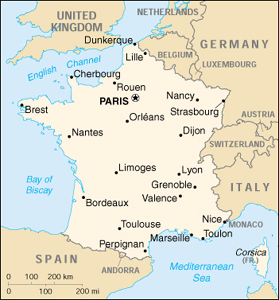 UNITED
KINGDOM
NETHERLANDS
Dunkerque
Lille
BELGIUM
GERMANY
LUXEMBOURG
English Channel
Cherbourg
Rouen
PARIS
Nancy
Strasbourg
Brest
Orléans
AUSTRIA
Nantes
Dijon
SWITZERLAND
Bay of
Biscay
Limoges
Lyon
Grenoble
ITALY
Bordeaux
Valence
Toulouse
Nice
MONACO
Marseille
Toulon
Perpignan
Corsica
(FR.)
SPAIN
ANDORRA
Mediterranean
Sea
0 100 200 km
0 100 200 mi